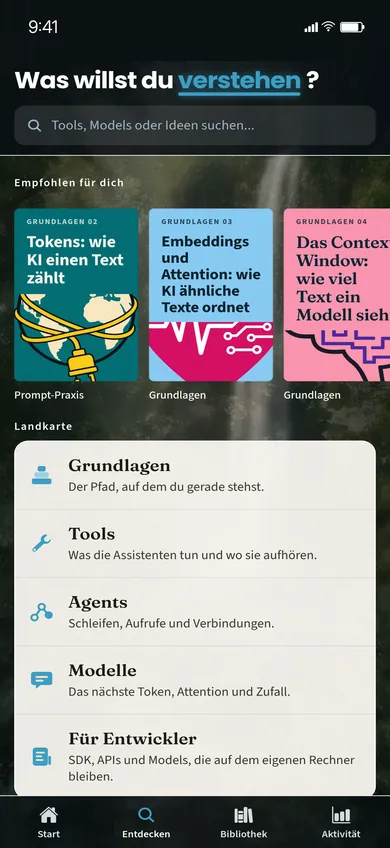 9:41
Was willst du verstehen ?
Tools, Models oder Ideen suchen...
Empfohlen für dich
GRUNDLAGEN 02
Tokens: wie
KI einen Text
zählt
Prompt-Praxis
GRUNDLAGEN 03
Embeddings
und
Attention: wie
KI ähnliche
Texte ordnet
Grundlagen
GRUNDLAGEN 04
Das Contex
Window:
wie viel
Text ein
Modell sieh
Grundlagen
Landkarte
Grundlagen
Der Pfad, auf dem du gerade stehst.
Tools
Was die Assistenten tun und wo sie aufhören.
Agents
Schleifen, Aufrufe und Verbindungen.
Modelle
Das nächste Token, Attention und Zufall.
Für Entwickler
SDK, APIs und Models, die auf dem eigenen Rechner
bleiben.
Start
Entdecken
Bibliothek
Aktivität